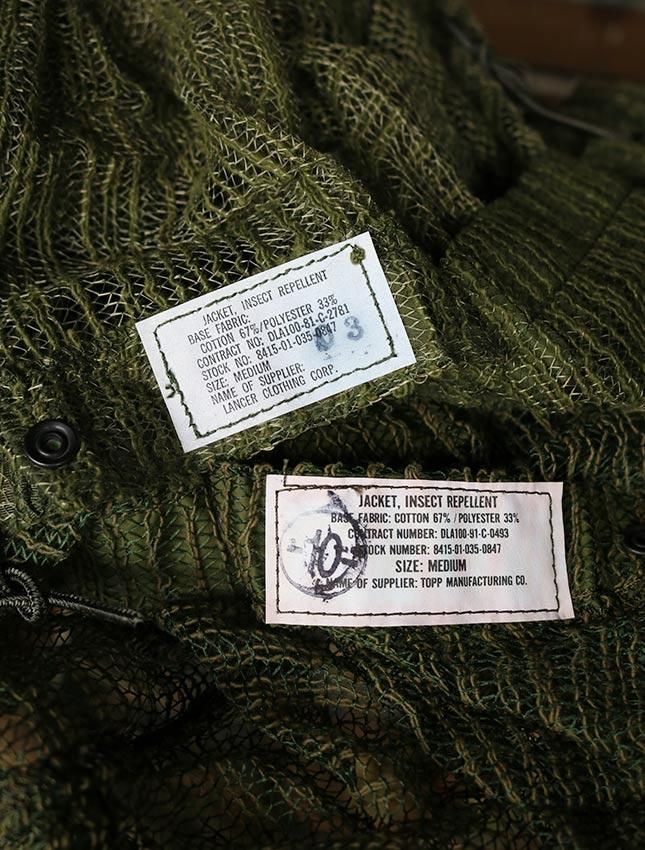 JACKET, INSECT REPELLENT
BASE FABRIC:
COTTON 67%/POLYESTER 33%
CONTRACT NO: DLA100-81-C-2781
STOCK NO: 8415-01-035-0847
SIZE: MEDIUM
NAME OF SUPPLIER:
LANCER CLOTHING CORP.
3
JACKET, INSECT REPELLENT
BASE FABRIC: COTTON 67% / POLYESTER 33%
CONTRACT NUMBER: DLA100-91-C-0493
STOCK NUMBER: 8415-01-035-0847
SIZE: MEDIUM
NAME OF SUPPLIER: TOPP MANUFACTURING CO.
10